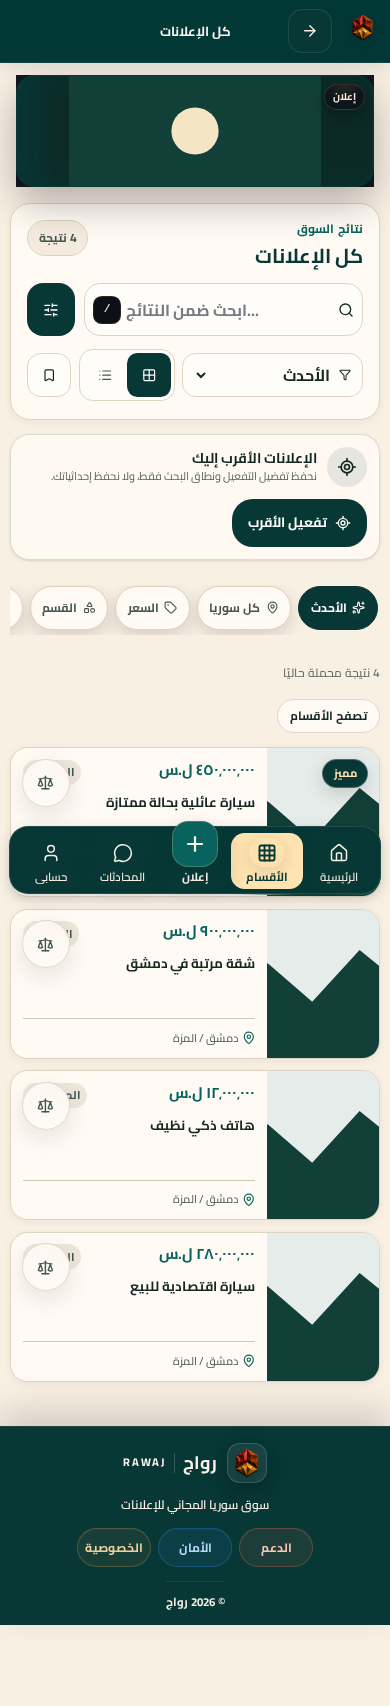 كل الإعلانات
إعلان
نتائج السوق
كل الإعلانات
4 نتيجة
ابحث ضمن النتائج...
/
الأحدث
الإعلانات الأقرب إليك
نحفظ تفضيل التفعيل ونطاق البحث فقط، ولا نحفظ إحداثياتك.
تفعيل الأقرب
الأحدث
كل سوريا
السعر
القسم
4 نتيجة محملة حاليًا
تصفح الأقسام
مميز
٤٥٠,٠٠٠,٠٠٠ ل.س
سيارة عائلية بحالة ممتازة
الرئيسية
الأقسام
إعلان
المحادثات
حسابي
٩٠٠,٠٠٠,٠٠٠ ل.س
شقة مرتبة في دمشق
دمشق / المزة
١٢,٠٠٠,٠٠٠ ل.س
هاتف ذكي نظيف
دمشق / المزة
٢٨٠,٠٠٠,٠٠٠ ل.س
سيارة اقتصادية للبيع
دمشق / المزة
رواج
RAWAJ
سوق سوريا المجاني للإعلانات
الدعم
الأمان
الخصوصية
© 2026 رواج